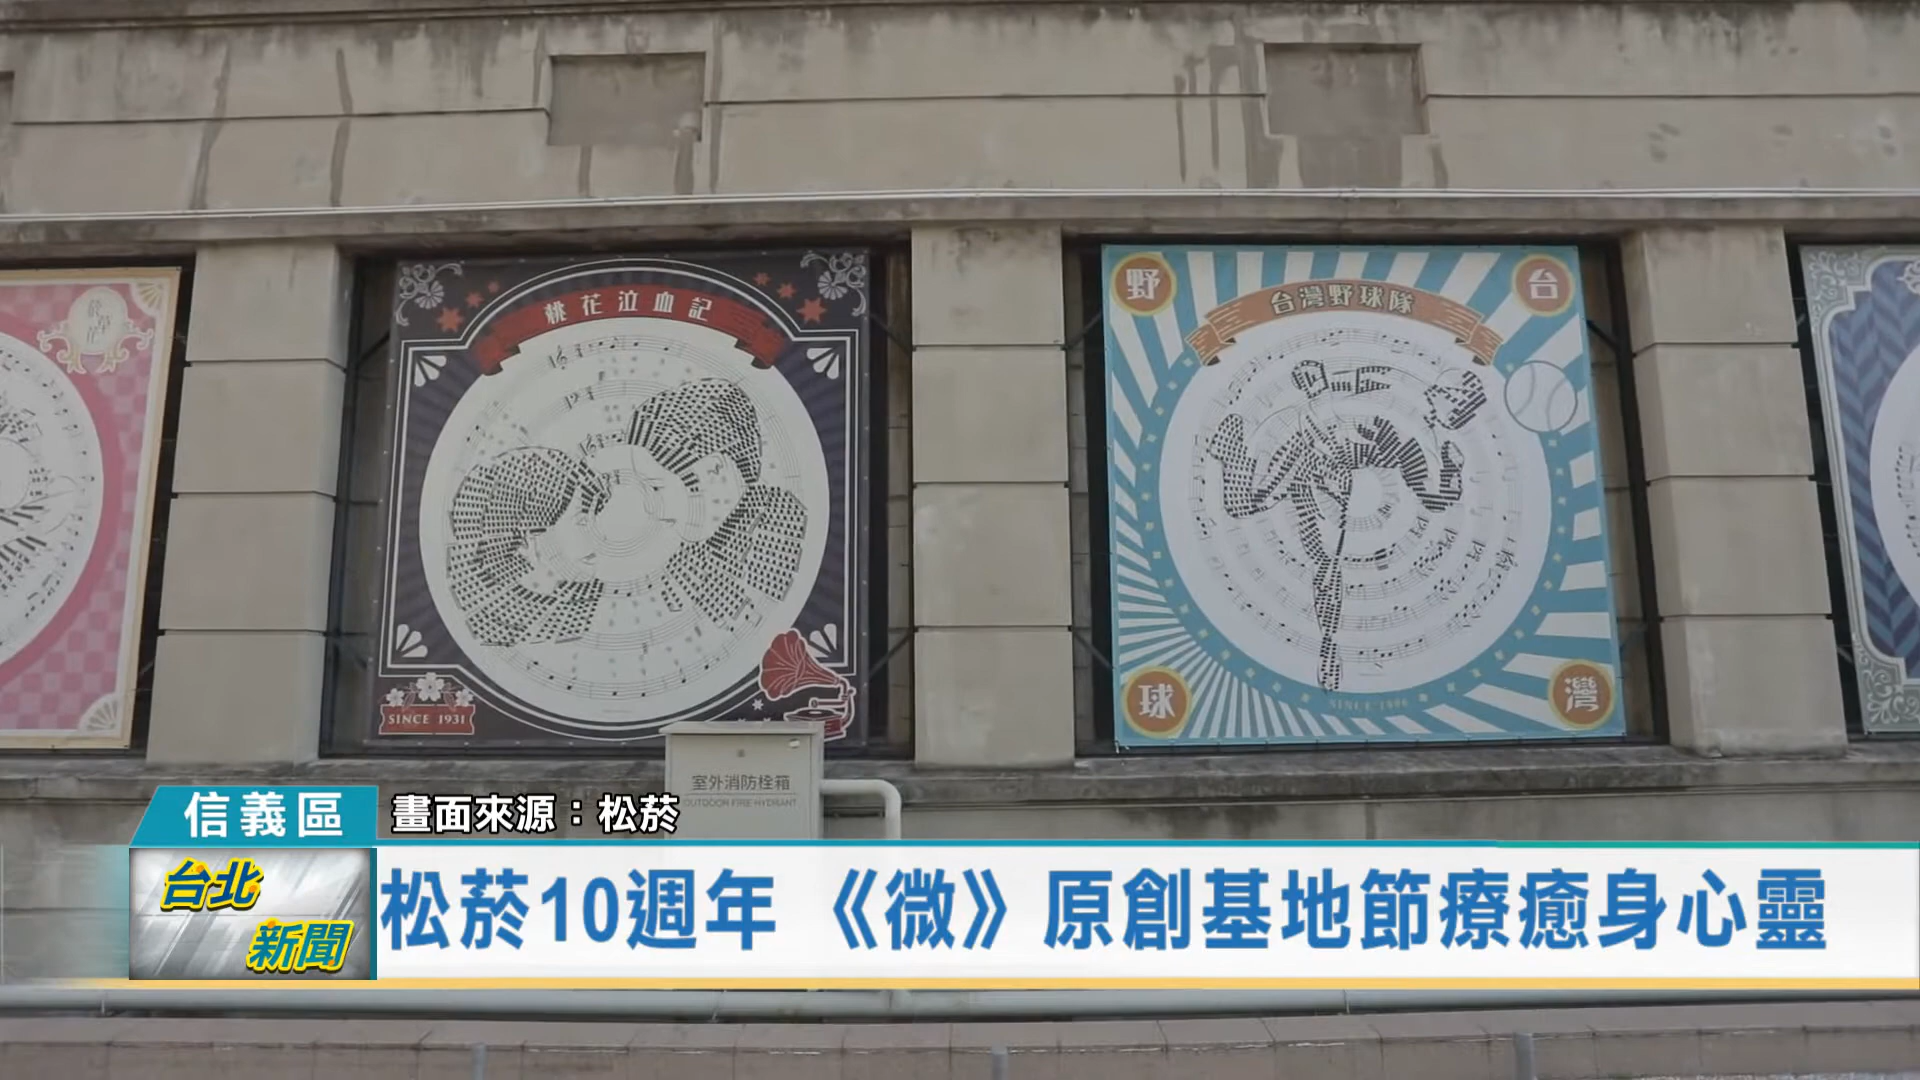 桃花泣血記
SINCE 1931
野
台
台灣野球隊
球
灣
室外消防栓箱
OUTDOOR FIRE HYDRANT
信義區
畫面來源：松菸
台北
新聞
松菸10週年 《微》原創基地節療癒身心靈